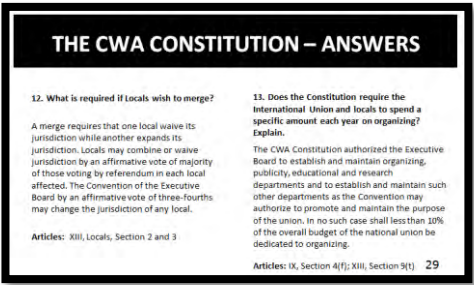 THE CWA CONSTITUTION – ANSWERS
12. What is required if Locals wish to merge?
A merge requires that one local waive its
jurisdiction while another expands its
jurisdiction. Locals may combine or waive
jurisdiction by an affirmative vote of majority
of those voting by referendum in each local
affected. The Convention of the Executive
Board by an affirmative vote of three-fourths
may change the jurisdiction of any local.
Articles: XIII, Locals, Section 2 and 3
13. Does the Constitution require the
International Union and locals to spend a
specific amount each year on organizing?
Explain.
The CWA Constitution authorized the Executive
Board to establish and maintain organizing,
publicity, educational and research
departments and to establish and maintain such
other departments as the Convention may
authorize to promote and maintain the purpose
of the union. In no such case shall less than 10%
of the overall budget of the national union be
dedicated to organizing.
Articles: IX, Section 4(f); XIII, Section 9(t) 29